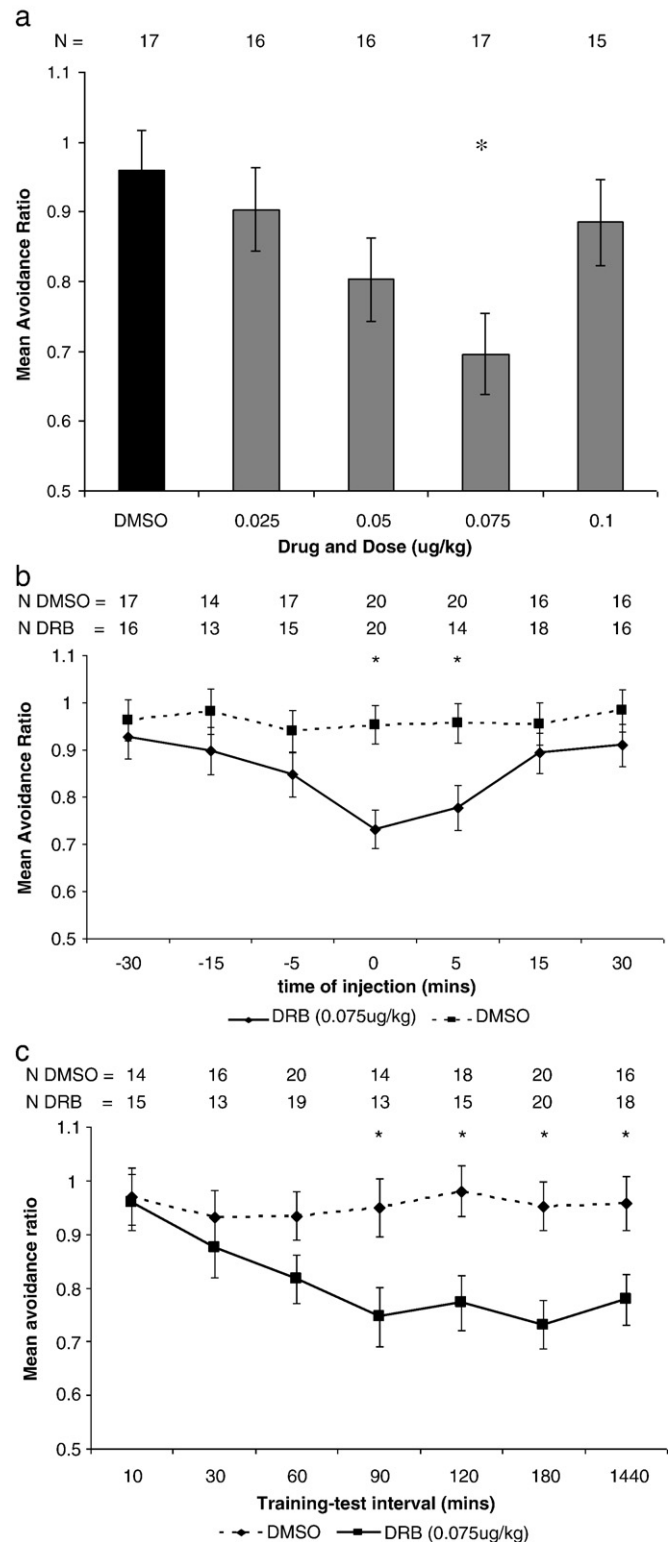 a
N = 17 16 16 17 15
1.1
1
0.9
0.8
0.7
0.6
0.5
*
Mean Avoidance Ratio
DMSO 0.025 0.05 0.075 0.1
Drug and Dose (ug/kg)
b
N DMSO = 17 14 17 20 20 16 16
N DRB = 16 13 15 20 14 18 16
1.1
1
0.9
0.8
0.7
0.6
0.5
* *
Mean Avoidance Ratio
-30 -15 -5 0 5 15 30
time of injection (mins)
DRB (0.075ug/kg) DMSO
c
N DMSO = 14 16 20 14 18 20 16
N DRB = 15 13 19 13 15 20 18
1.1
1
0.9
0.8
0.7
0.6
0.5
* * * *
Mean avoidance ratio
10 30 60 90 120 180 1440
Training-test interval (mins)
DMSO DRB (0.075ug/kg)